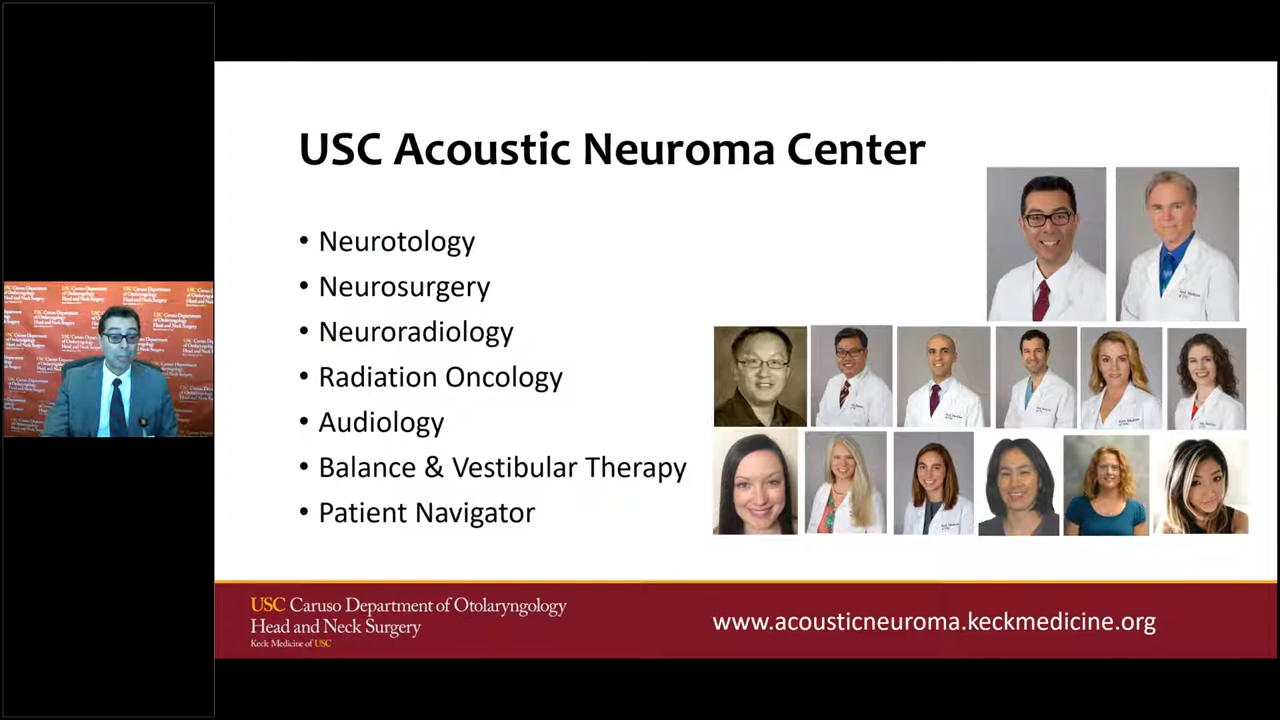 USC Acoustic Neuroma Center
• Neurotology
• Neurosurgery
• Neuroradiology
• Radiation Oncology
• Audiology
• Balance & Vestibular Therapy
• Patient Navigator
USC Caruso Department of Otolaryngology
Head and Neck Surgery
Keck Medicine of USC
www.acousticneuroma.keckmedicine.org